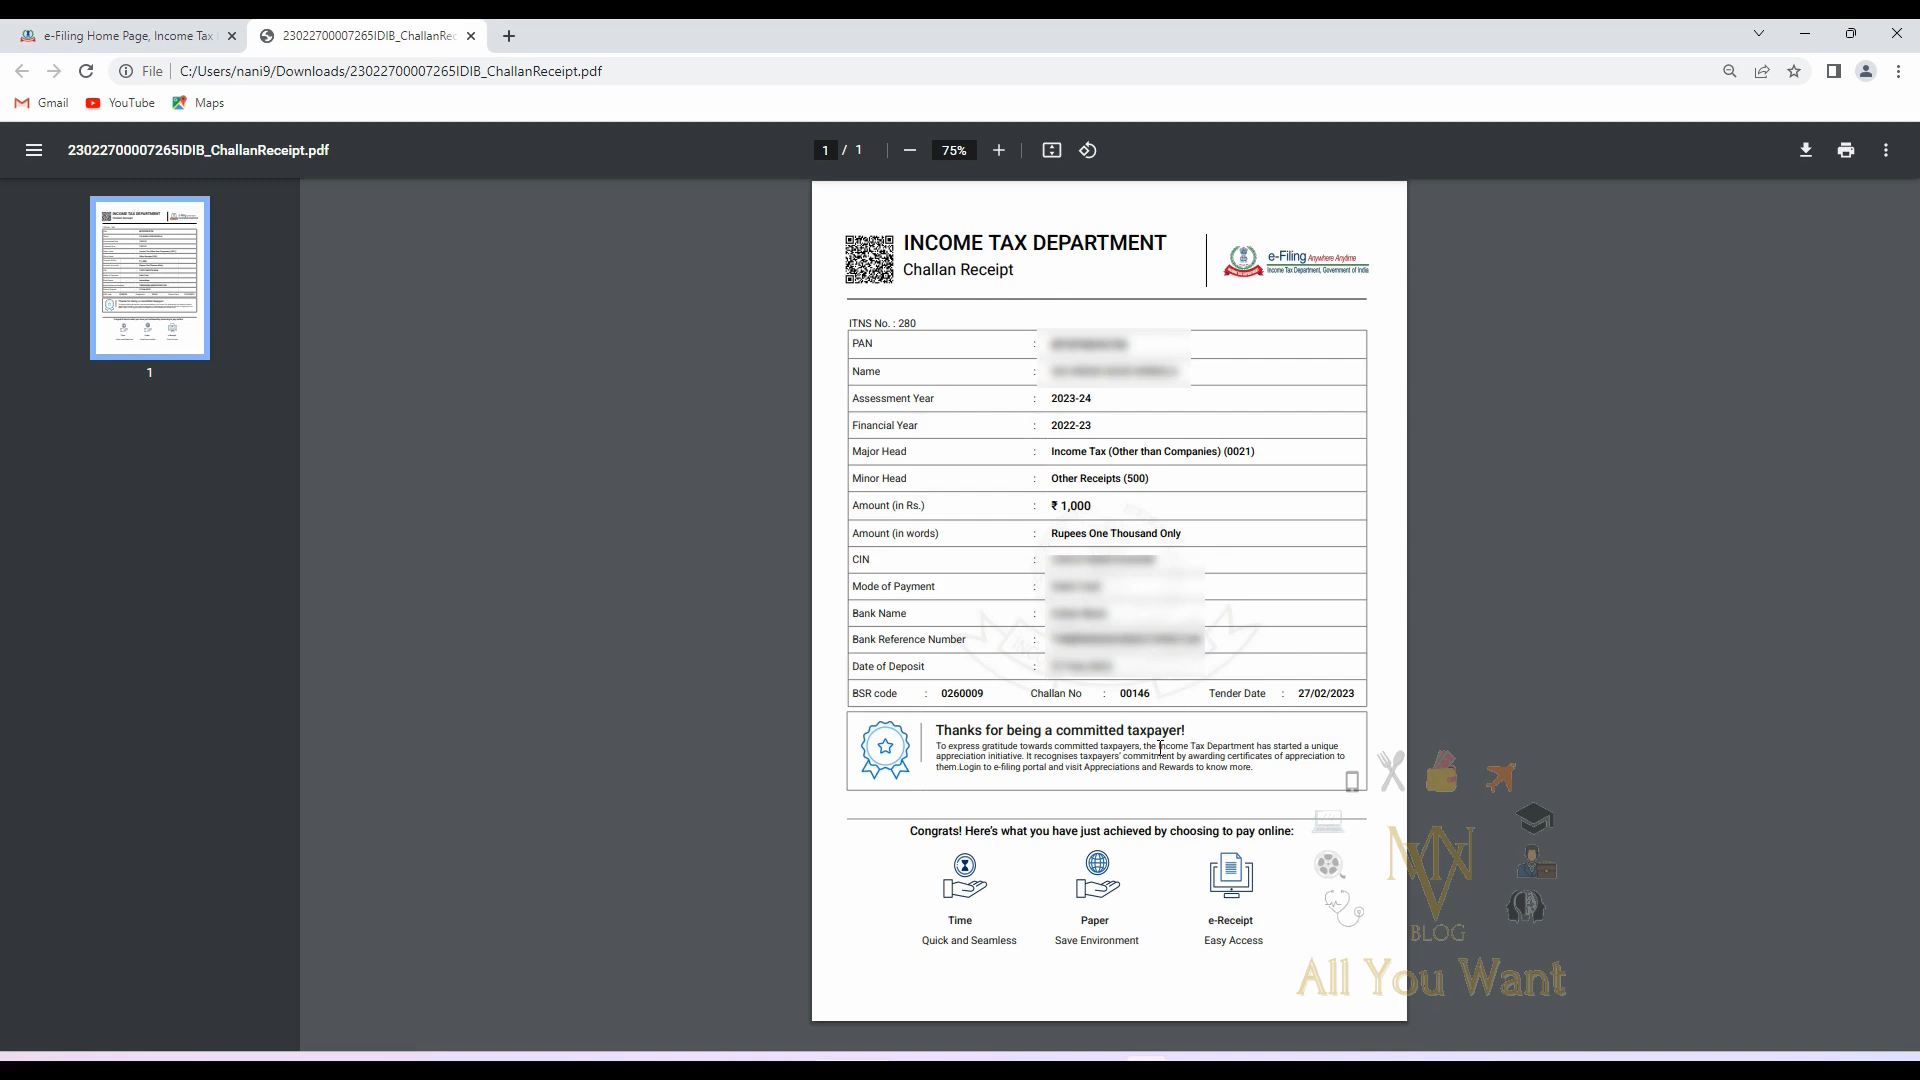 e-Filing Home Page, Income Tax
23022700007265IDIB_ChallanRec
File
C:/Users/nani9/Downloads/23022700007265IDIB_ChallanReceipt.pdf
Gmail
YouTube
Maps
23022700007265IDIB_ChallanReceipt.pdf
1 / 1
75%
1
INCOME TAX DEPARTMENT
Challan Receipt
e-Filing Anywhere Anytime
Income Tax Department, Government of India
ITNS No. : 280
PAN :
Name :
Assessment Year : 2023-24
Financial Year : 2022-23
Major Head : Income Tax (Other than Companies) (0021)
Minor Head : Other Receipts (500)
Amount (in Rs.) : ₹ 1,000
Amount (in words) : Rupees One Thousand Only
CIN :
Mode of Payment :
Bank Name :
Bank Reference Number :
Date of Deposit :
BSR code : 0260009 Challan No : 00146 Tender Date : 27/02/2023
Thanks for being a committed taxpayer!
To express gratitude towards committed taxpayers, the Income Tax Department has started a unique
appreciation initiative. It recognises taxpayers' commitment by awarding certificates of appreciation to
them.Login to e-filing portal and visit Appreciations and Rewards to know more.
Congrats! Here's what you have just achieved by choosing to pay online:
Time
Quick and Seamless
Paper
Save Environment
e-Receipt
Easy Access
BLOG
All You Want